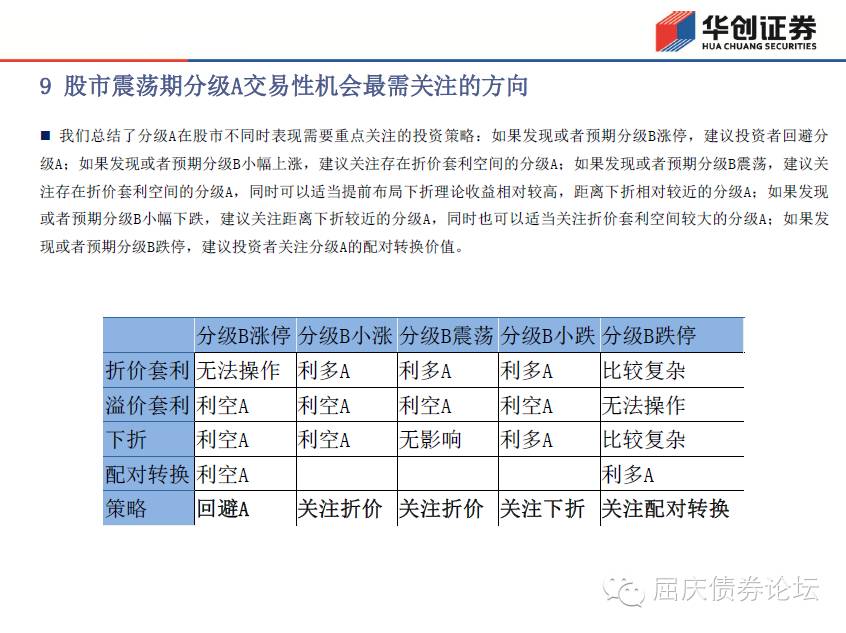 华创证券
HUA CHUANG SECURITIES
9 股市震荡期分级A交易性机会最需关注的方向
■ 我们总结了分级A在股市不同时表现需要重点关注的投资策略：如果发现或者预期分级B涨停，建议投资者回避分
级A；如果发现或者预期分级B小幅上涨，建议关注存在折价套利空间的分级A；如果发现或者预期分级B震荡，建议关
注存在折价套利空间的分级A，同时可以适当提前布局下折理论收益相对较高，距离下折相对较近的分级A；如果发现
或者预期分级B小幅下跌，建议关注距离下折较近的分级A，同时也可以适当关注折价套利空间较大的分级A；如果发
现或者预期分级B跌停，建议投资者关注分级A的配对转换价值。
分级B涨停 分级B小涨 分级B震荡 分级B小跌 分级B跌停
折价套利 无法操作 利多A 利多A 利多A 比较复杂
溢价套利 利空A 利空A 利空A 利空A 无法操作
下折 利空A 利空A 无影响 利多A 比较复杂
配对转换 利空A 利多A
策略 回避A 关注折价 关注折价 关注下折 关注配对转换
屈庆债券论坛